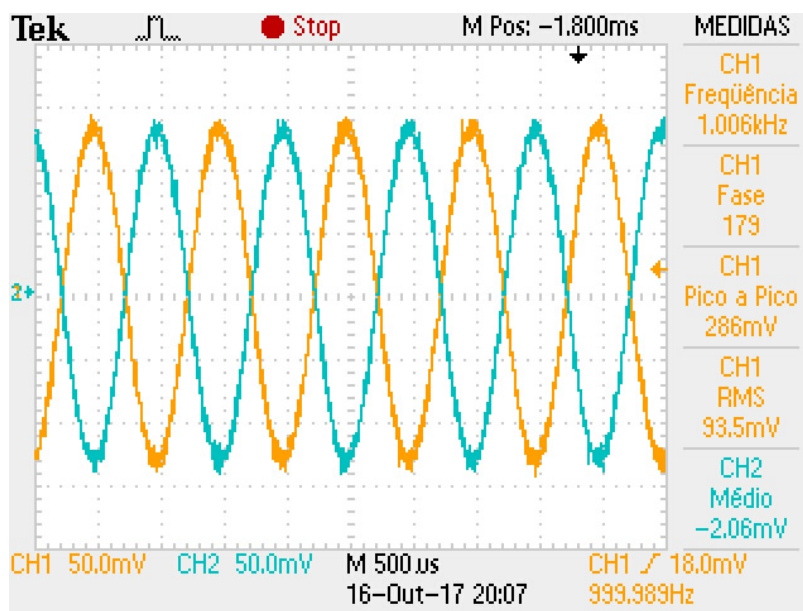 Tek Stop M Pos: -1.800ms MEDIDAS
CH1
Freqüência
1.006kHz
CH1
Fase
179
CH1
Pico a Pico
286mV
CH1
RMS
93.5mV
CH2
Médio
-2.06mV
2
CH1 50.0mV CH2 50.0mV M 500us CH1 18.0mV
16-Out-17 20:07 999.989Hz